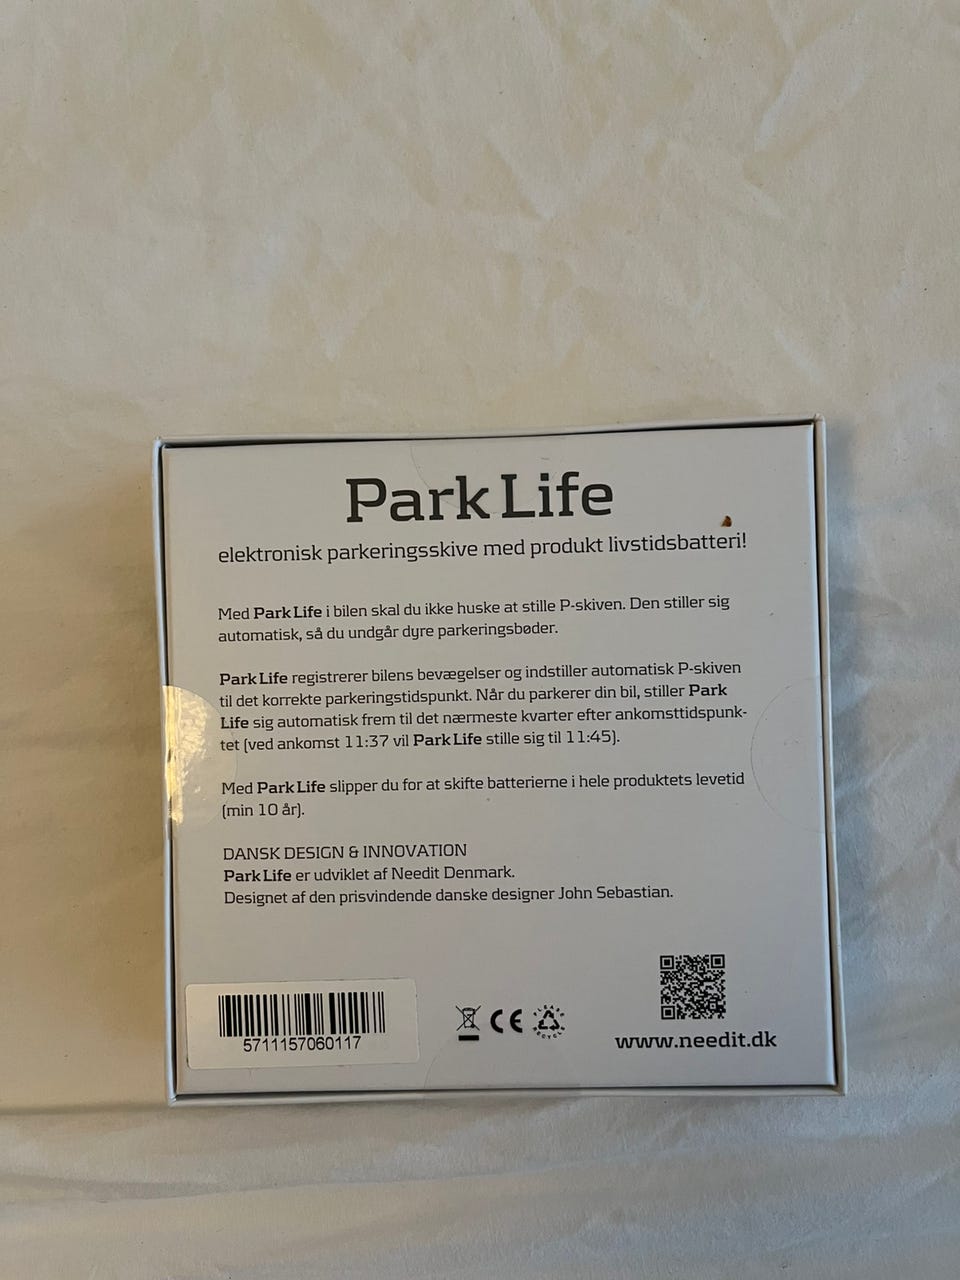 Park Life
elektronisk parkeringsskive med produkt livstidsbatteri!
Med Park Life i bilen skal du ikke huske at stille P-skiven. Den stiller sig
automatisk, så du undgår dyre parkeringsbøder.
Park Life registrerer bilens bevægelser og indstiller automatisk P-skiven
til det korrekte parkeringstidspunkt. Når du parkerer din bil, stiller Park
Life sig automatisk frem til det nærmeste kvarter efter ankomsttidspunk-
tet (ved ankomst 11:37 vil Park Life stille sig til 11:45).
Med Park Life slipper du for at skifte batterierne i hele produktets levetid
(min 10 år).
DANSK DESIGN & INNOVATION
Park Life er udviklet af Needit Denmark.
Designet af den prisvindende danske designer John Sebastian.
5711157060117
CE
www.needit.dk